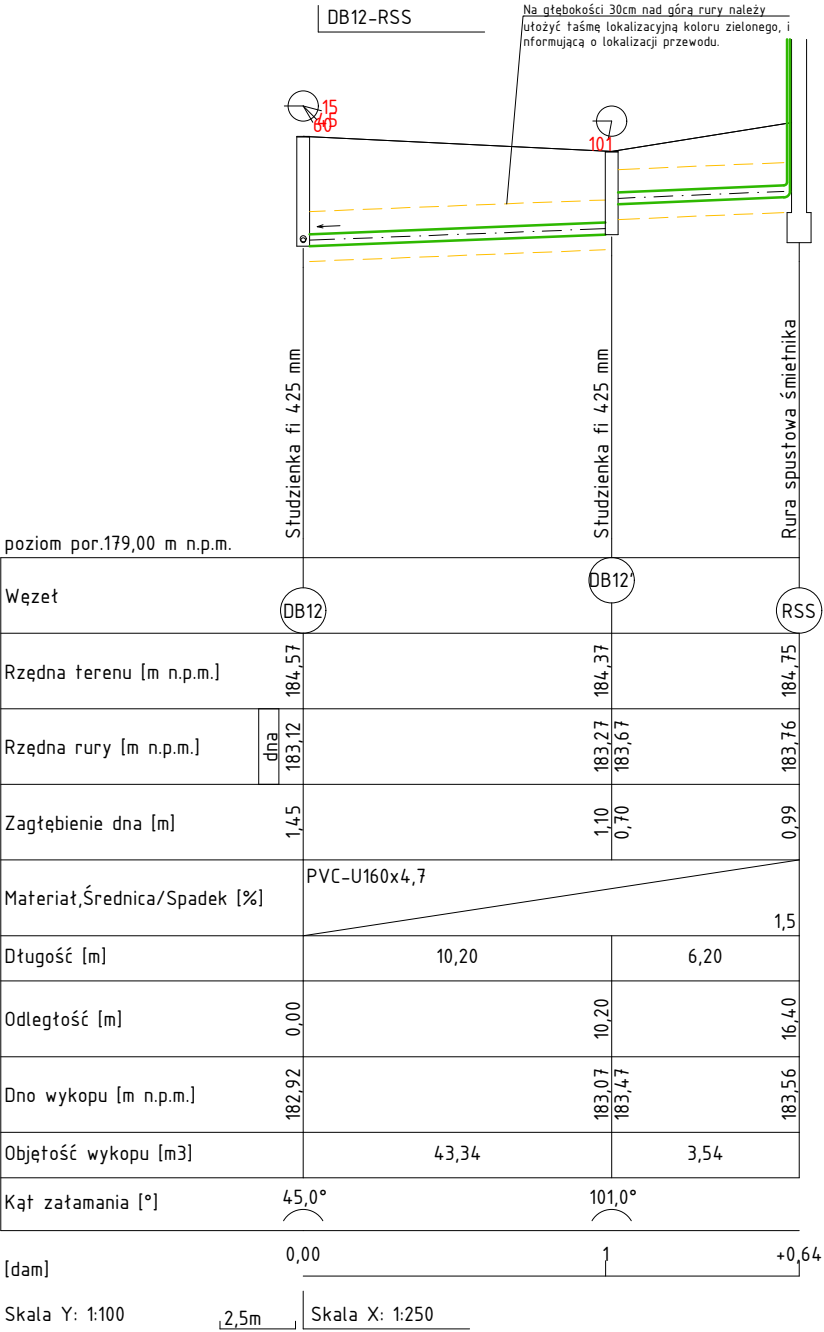 DB12-RSS
Na głębokości 30cm nad górą rury należy
ułożyć taśmę lokalizacyjną koloru zielonego, i
nformującą o lokalizacji przewodu.
15
45
60
101
Studzienka fi 425 mm
Studzienka fi 425 mm
Rura spustowa śmietnika
poziom por.179,00 m n.p.m.
Węzeł
DB12
DB12'
RSS
Rzędna terenu [m n.p.m.]
184,57
184,37
184,75
Rzędna rury [m n.p.m.]
dna
183,12
183,27
183,67
183,76
Zagłębienie dna [m]
1,45
1,10
0,70
0,99
Materiał,Średnica/Spadek [%]
PVC-U160x4,7
1,5
Długość [m]
10,20
6,20
Odległość [m]
0,00
10,20
16,40
Dno wykopu [m n.p.m.]
182,92
183,07
183,47
183,56
Objętość wykopu [m3]
43,34
3,54
Kąt załamania [°]
45,0°
101,0°
[dam]
0,00
1
+0,64
Skala Y: 1:100
2,5m
Skala X: 1:250